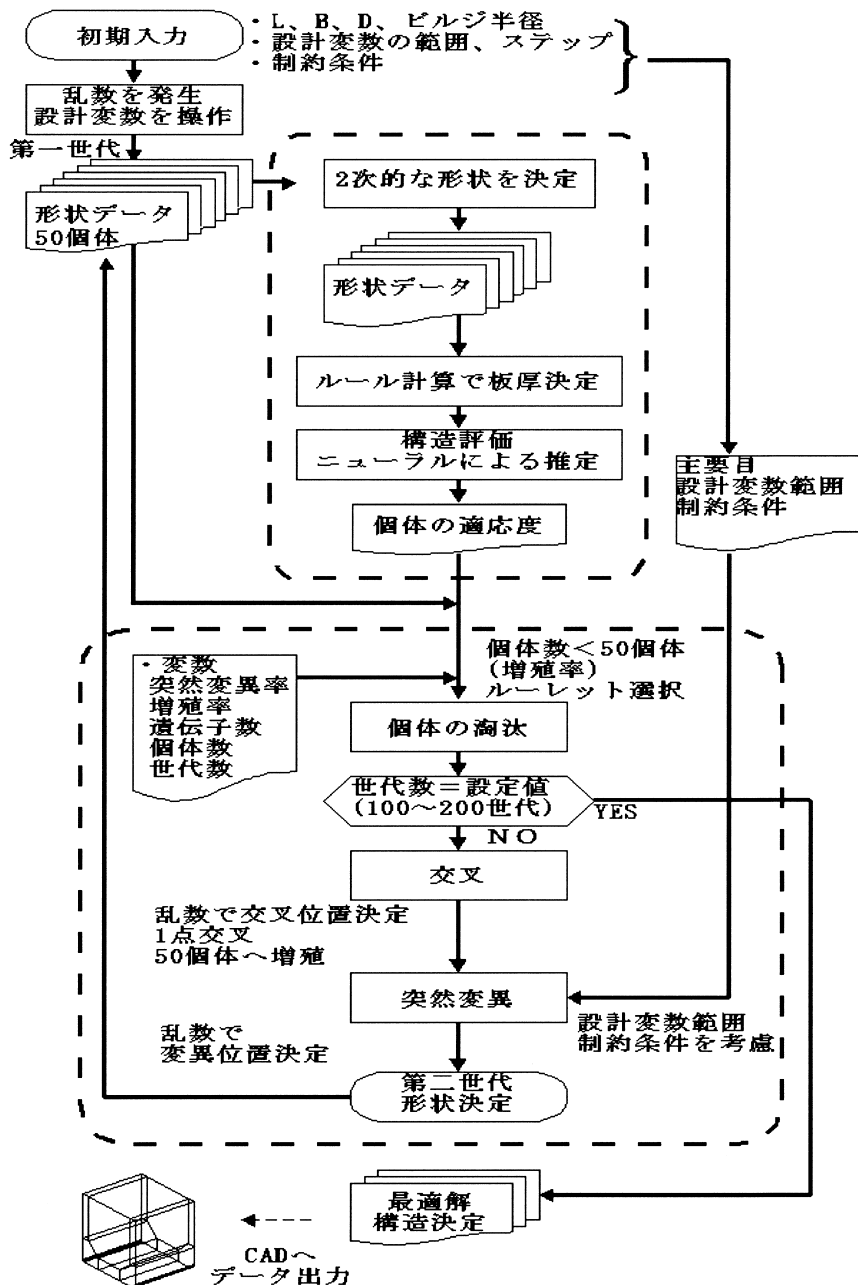 初期入力
・L、B、D、ビルジ半径
・設計変数の範囲、ステップ
・制約条件
乱数を発生
設計変数を操作
第一世代
形状データ
50個体
2次的な形状を決定
形状データ
ルール計算で板厚決定
構造評価
ニューラルによる推定
個体の適応度
主要目
設計変数範囲
制約条件
・変数
突然変異率
増殖率
遺伝子数
個体数
世代数
個体数＜50個体
(増殖率)
ルーレット選択
個体の淘汰
世代数＝設定値
(100～200世代)
YES
NO
交叉
乱数で交叉位置決定
1点交叉
50個体へ増殖
突然変異
乱数で
変異位置決定
設計変数範囲
制約条件を考慮
第二世代
形状決定
最適解
構造決定
CADへ
データ出力